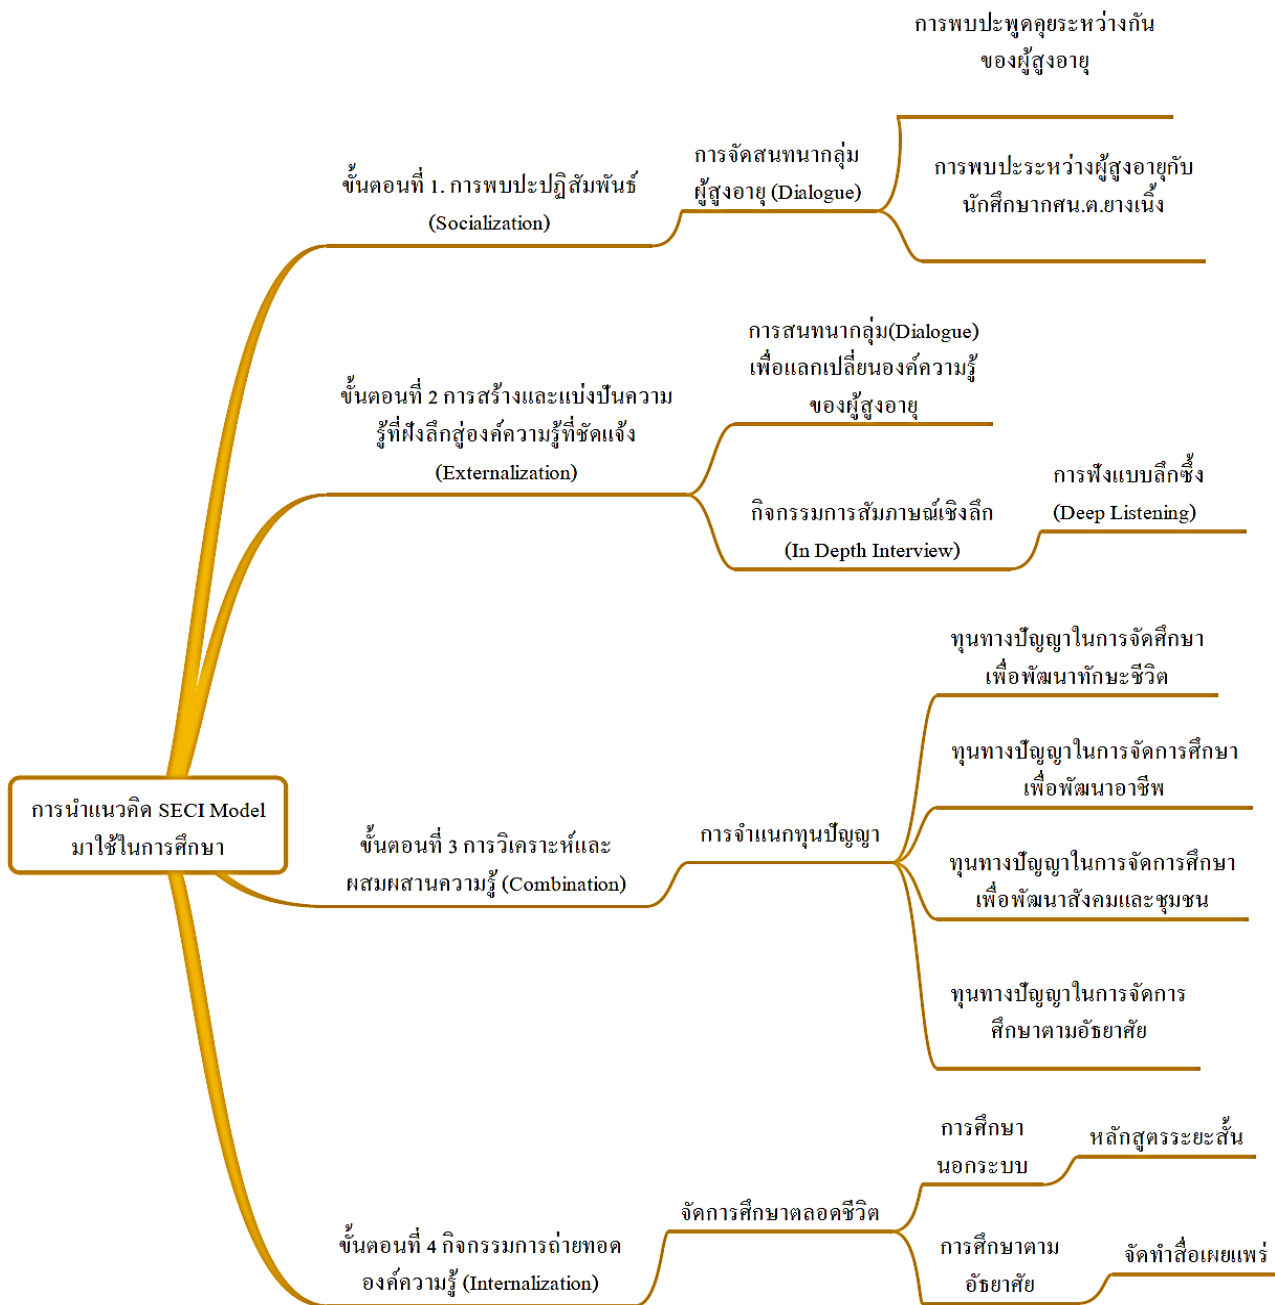 การนำแนวคิด SECI Model
มาใช้ในการศึกษา
ขั้นตอนที่ 1. การพบปะปฏิสัมพันธ์
(Socialization)
การจัดสนทนากลุ่ม
ผู้สูงอายุ (Dialogue)
การพบปะพูดคุยระหว่างกัน
ของผู้สูงอายุ
การพบปะระหว่างผู้สูงอายุกับ
นักศึกษากศน.ต.ยางเนิ้ง
ขั้นตอนที่ 2 การสร้างและแบ่งปันความ
รู้ที่ฝังลึกสู่องค์ความรู้ที่ชัดแจ้ง
(Externalization)
การสนทนากลุ่ม(Dialogue)
เพื่อแลกเปลี่ยนองค์ความรู้
ของผู้สูงอายุ
กิจกรรมการสัมภาษณ์เชิงลึก
(In Depth Interview)
การฟังแบบลึกซึ้ง
(Deep Listening)
ขั้นตอนที่ 3 การวิเคราะห์และ
ผสมผสานความรู้ (Combination)
การจำแนกทุนปัญญา
ทุนทางปัญญาในการจัดศึกษา
เพื่อพัฒนาทักษะชีวิต
ทุนทางปัญญาในการจัดการศึกษา
เพื่อพัฒนาอาชีพ
ทุนทางปัญญาในการจัดการศึกษา
เพื่อพัฒนาสังคมและชุมชน
ทุนทางปัญญาในการจัดการ
ศึกษาตามอัธยาศัย
ขั้นตอนที่ 4 กิจกรรมการถ่ายทอด
องค์ความรู้ (Internalization)
จัดการศึกษาตลอดชีวิต
การศึกษา
นอกระบบ
หลักสูตรระยะสั้น
การศึกษาตาม
อัธยาศัย
จัดทำสื่อเผยแพร่